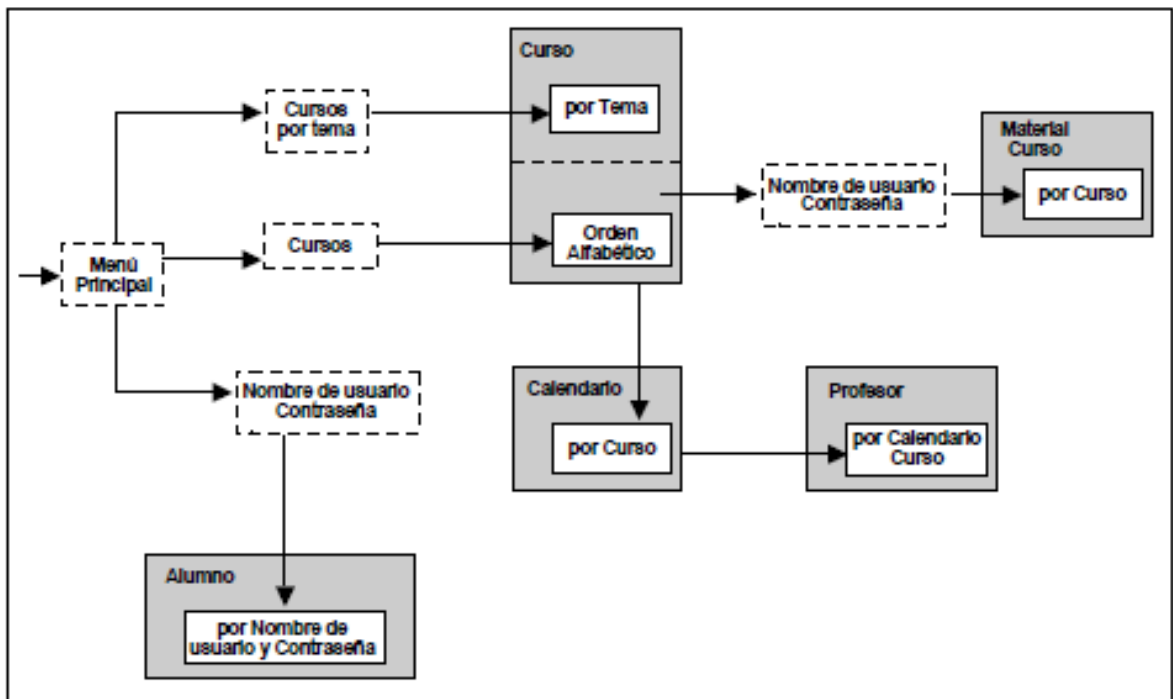 Curso
Cursos
por tema
por Tema
Material
Curso
Nombre de usuario
Contraseña
por Curso
Menú
Principal
Cursos
Orden
Alfabético
Nombre de usuario
Contraseña
Calendario
por Curso
Profesor
por Calendario
Curso
Alumno
por Nombre de
usuario y Contraseña